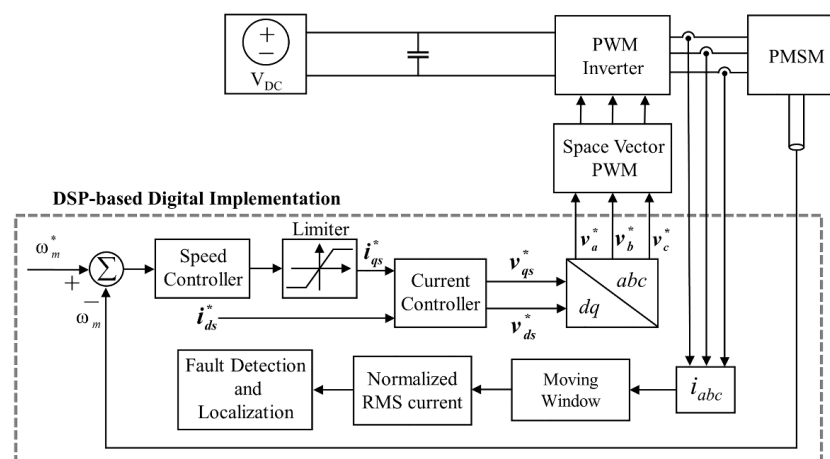 V_DC
PWM
Inverter
PMSM
Space Vector
PWM
DSP-based Digital Implementation
ω*_m
+
−
ω_m
Σ
Speed
Controller
Limiter
i*_qs
i*_ds
Current
Controller
v*_qs
v*_ds
v*_a v*_b v*_c
abc
dq
Fault Detection
and
Localization
Normalized
RMS current
Moving
Window
i_abc